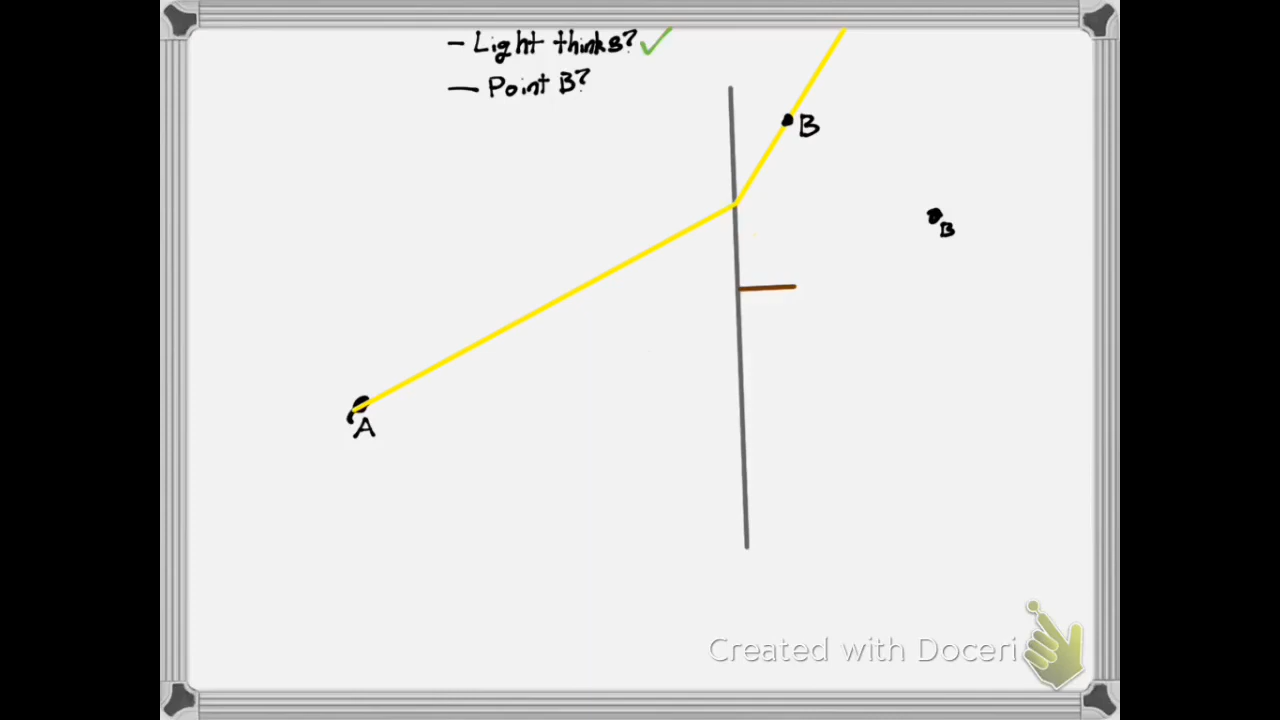 - Light thinks?
- Point B?
B
B
A
Created with Doceri